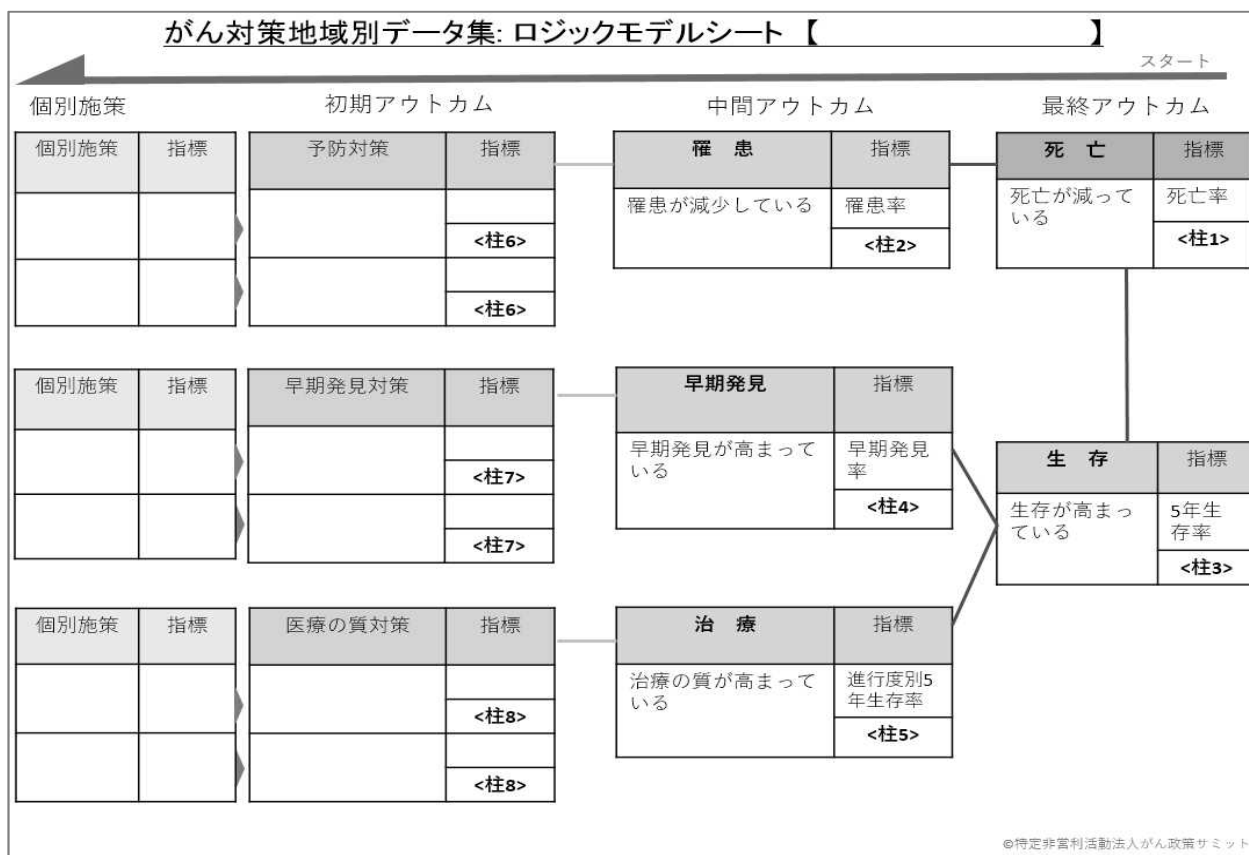 がん対策地域別データ集: ロジックモデルシート 【 】
スタート
個別施策
初期アウトカム
中間アウトカム
最終アウトカム
個別施策
指標
予防対策
指標
<柱6>
<柱6>
罹 患
指標
罹患が減少している
罹患率
<柱2>
死 亡
指標
死亡が減って
いる
死亡率
<柱1>
個別施策
指標
早期発見対策
指標
<柱7>
<柱7>
早期発見
指標
早期発見が高まって
いる
早期発見
率
<柱4>
生 存
指標
生存が高まっ
ている
5年生
存率
<柱3>
個別施策
指標
医療の質対策
指標
<柱8>
<柱8>
治 療
指標
治療の質が高まって
いる
進行度別5
年生存率
<柱5>
©特定非営利活動法人がん政策サミット